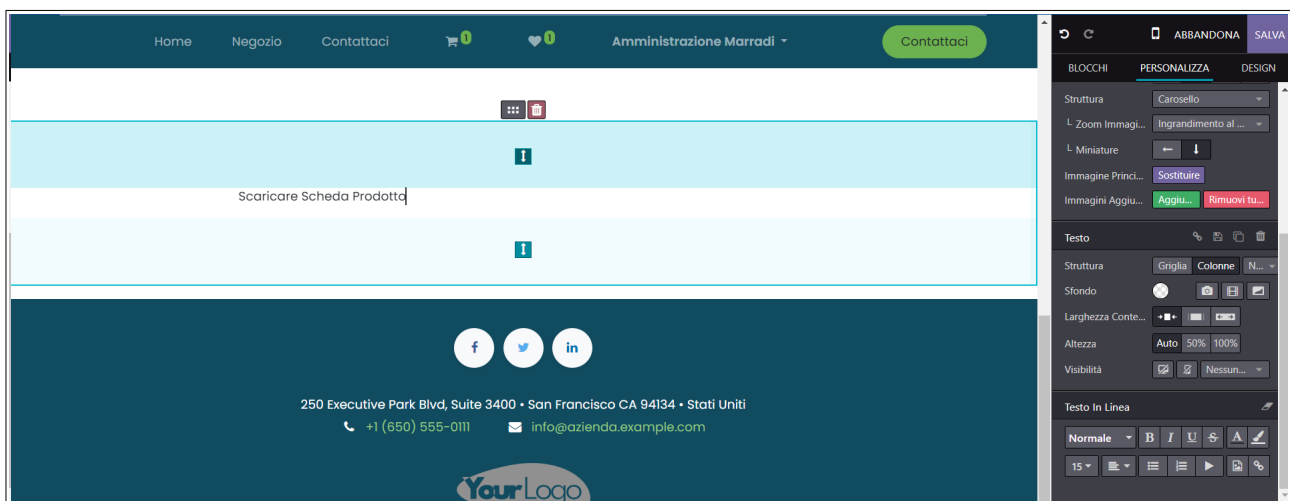 Home Negozio Contattaci 1 1 Amministrazione Marradi Contattaci
ABBANDONA SALVA
BLOCCHI PERSONALIZZA DESIGN
Struttura Carosello
└ Zoom Immagi... Ingrandimento al ...
└ Miniature
Immagine Princi... Sostituire
Immagini Aggiu... Aggiu... Rimuovi tu...
Scaricare Scheda Prodotto
Testo
Struttura Griglia Colonne N...
Sfondo
Larghezza Conte...
Altezza Auto 50% 100%
Visibilità Nessun...
Testo In Linea
Normale B I U S A
15
f in
250 Executive Park Blvd, Suite 3400 • San Francisco CA 94134 • Stati Uniti
+1 (650) 555-0111 info@azienda.example.com
YourLogo